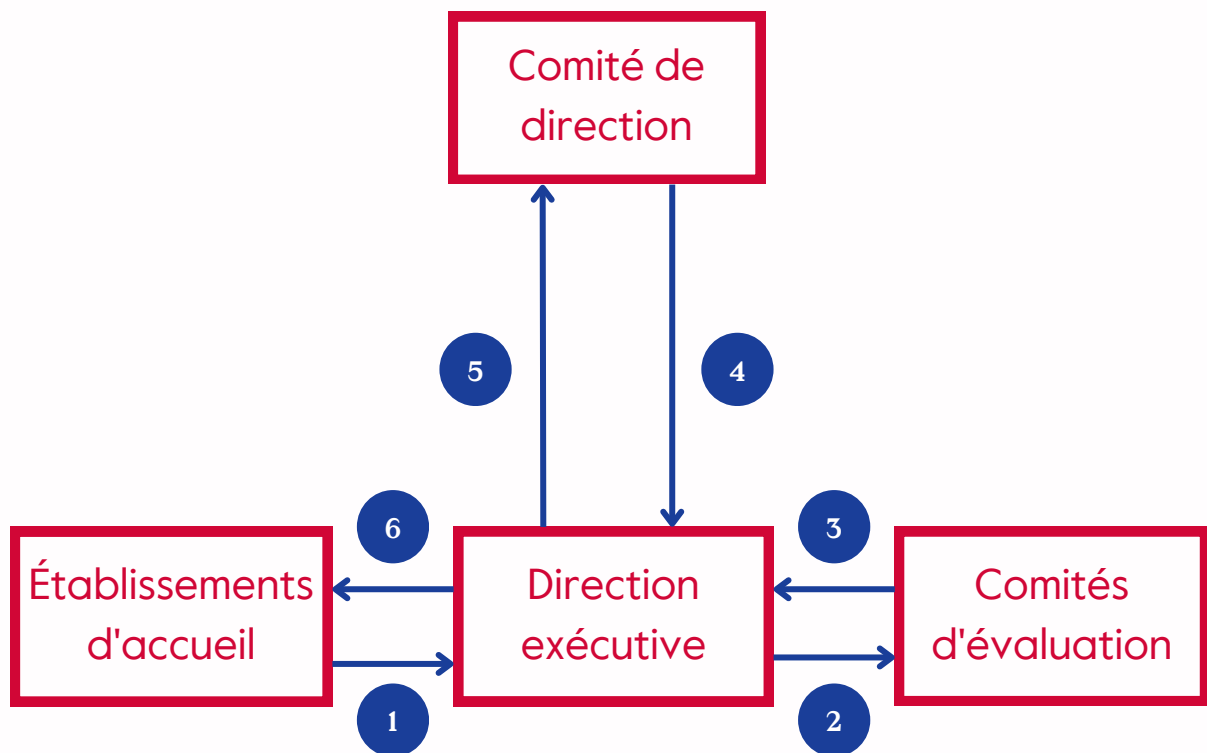 Comité de
direction
5
4
6
3
Établissements
d'accueil
Direction
exécutive
Comités
d'évaluation
1
2